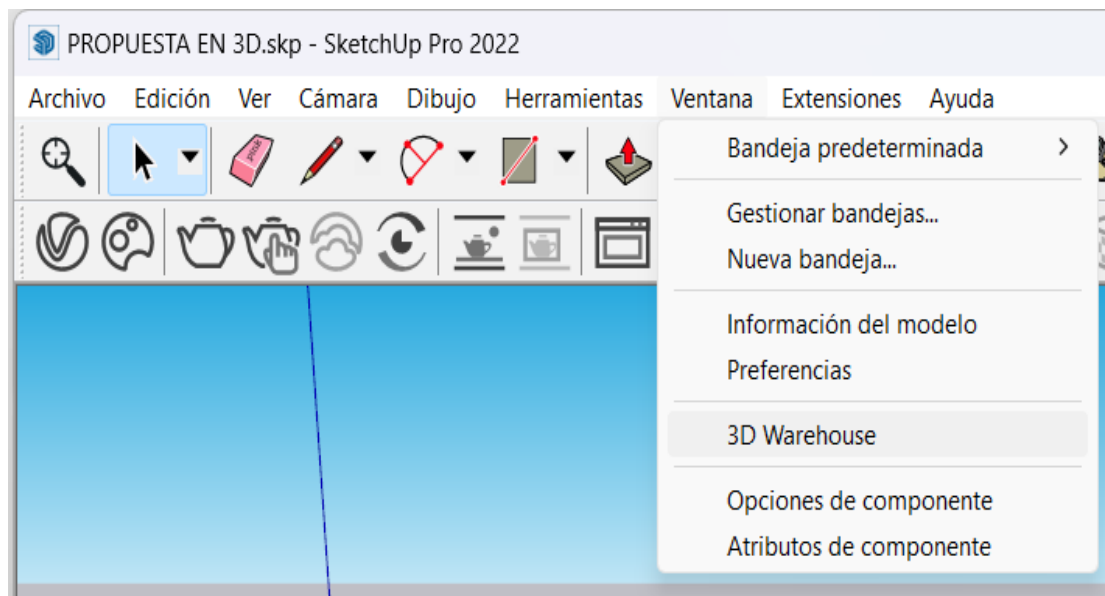 PROPUESTA EN 3D.skp - SketchUp Pro 2022
Archivo Edición Ver Cámara Dibujo Herramientas Ventana Extensiones Ayuda
Bandeja predeterminada
Gestionar bandejas...
Nueva bandeja...
Información del modelo
Preferencias
3D Warehouse
Opciones de componente
Atributos de componente